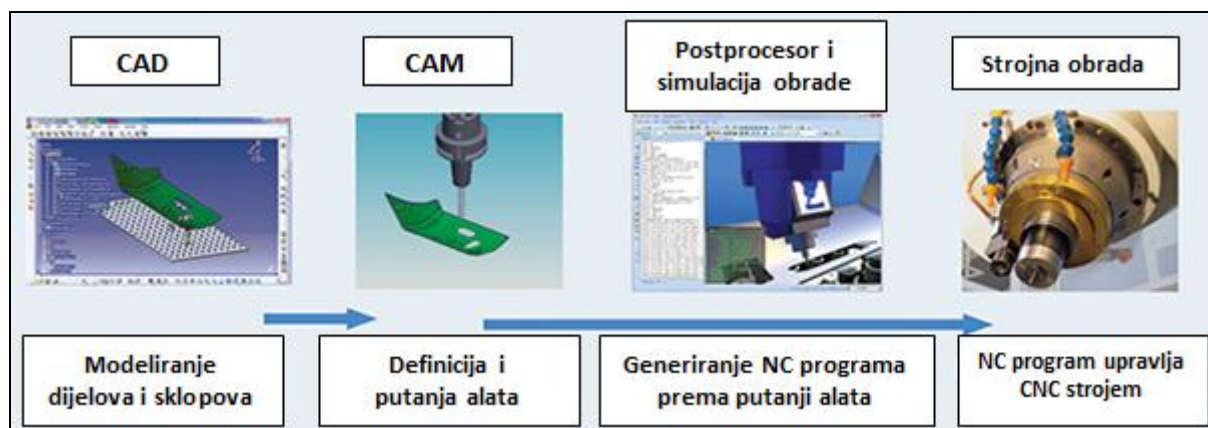 CAD
CAM
Postprocesor i
simulacija obrade
Strojna obrada
Modeliranje
dijelova i sklopova
Definicija i
putanja alata
Generiranje NC programa
prema putanji alata
NC program upravlja
CNC strojem